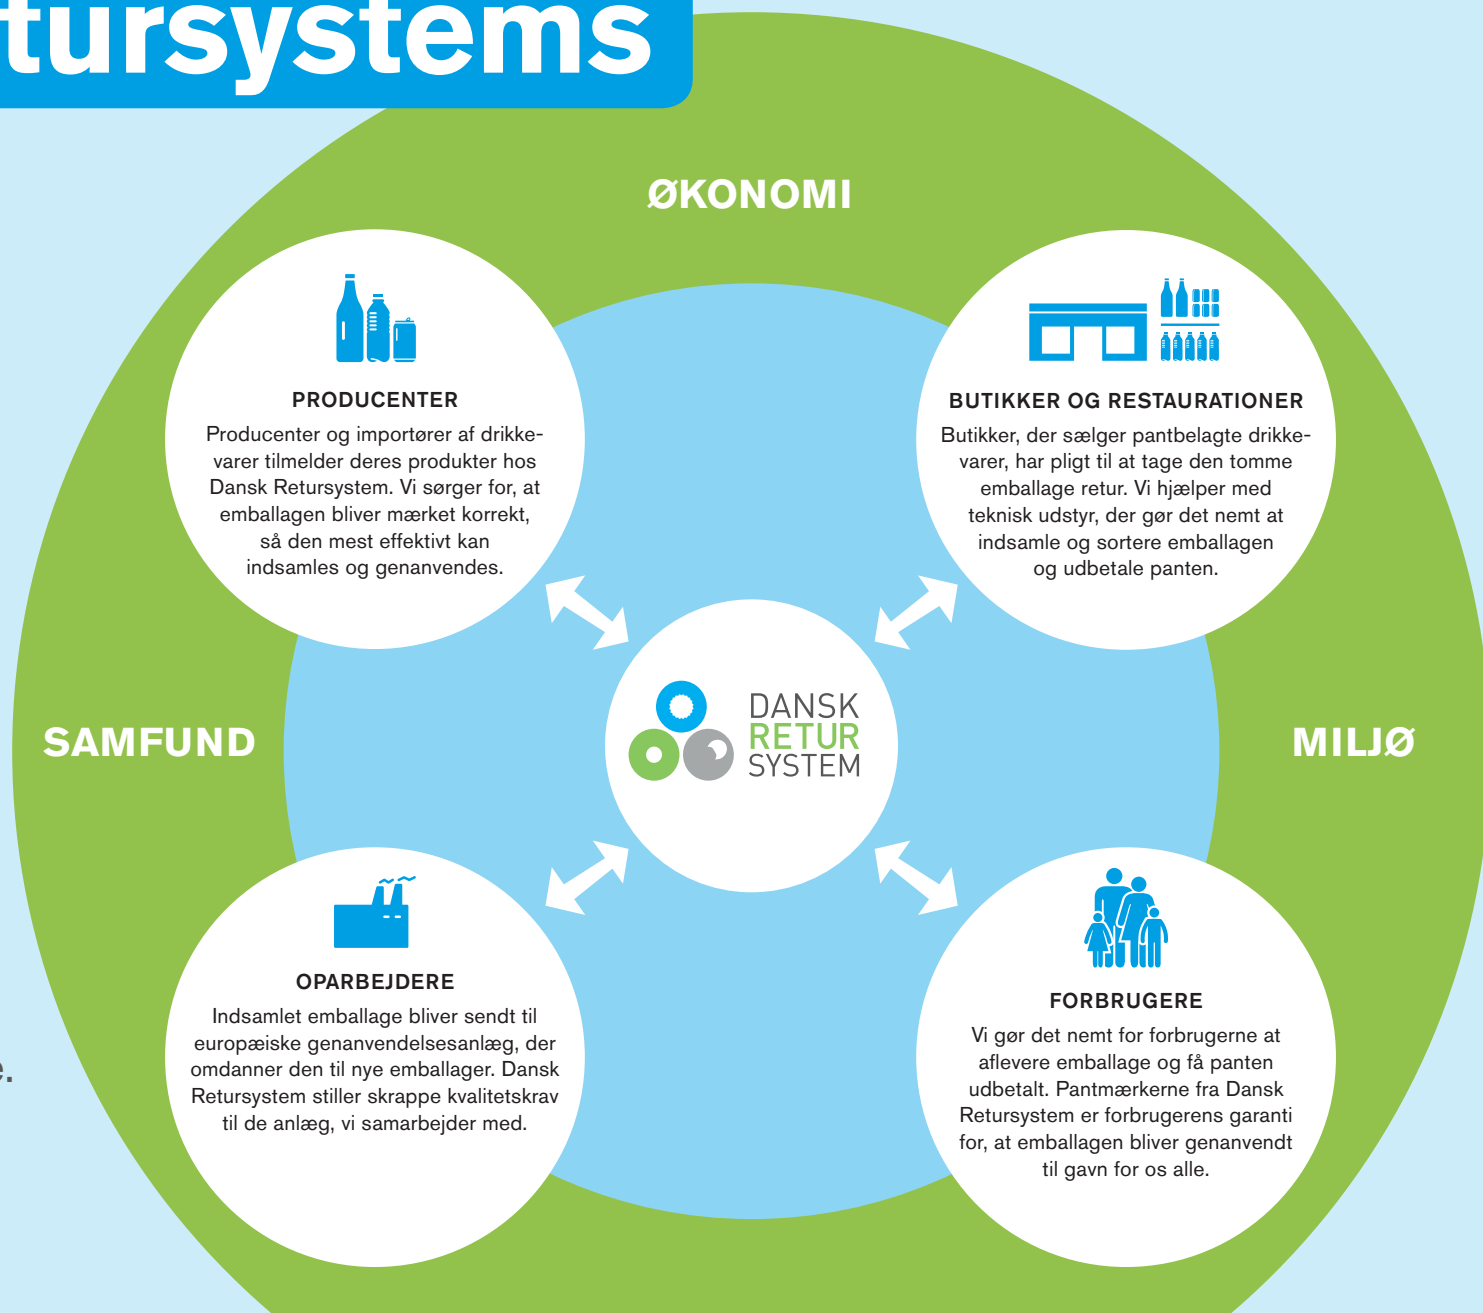 tursystems
ØKONOMI
PRODUCENTER
Producenter og importører af drikke-
varer tilmelder deres produkter hos
Dansk Retursystem. Vi sørger for, at
emballagen bliver mærket korrekt,
så den mest effektivt kan
indsamles og genanvendes.
BUTIKKER OG RESTAURATIONER
Butikker, der sælger pantbelagte drikke-
varer, har pligt til at tage den tomme
emballage retur. Vi hjælper med
teknisk udstyr, der gør det nemt at
indsamle og sortere emballagen
og udbetale panten.
SAMFUND
DANSK
RETUR
SYSTEM
MILJØ
OPARBEJDERE
Indsamlet emballage bliver sendt til
europæiske genanvendelsesanlæg, der
omdanner den til nye emballager. Dansk
Retursystem stiller skrappe kvalitetskrav
til de anlæg, vi samarbejder med.
FORBRUGERE
Vi gør det nemt for forbrugerne at
aflevere emballage og få panten
udbetalt. Pantmærkerne fra Dansk
Retursystem er forbrugerens garanti
for, at emballagen bliver genanvendt
til gavn for os alle.